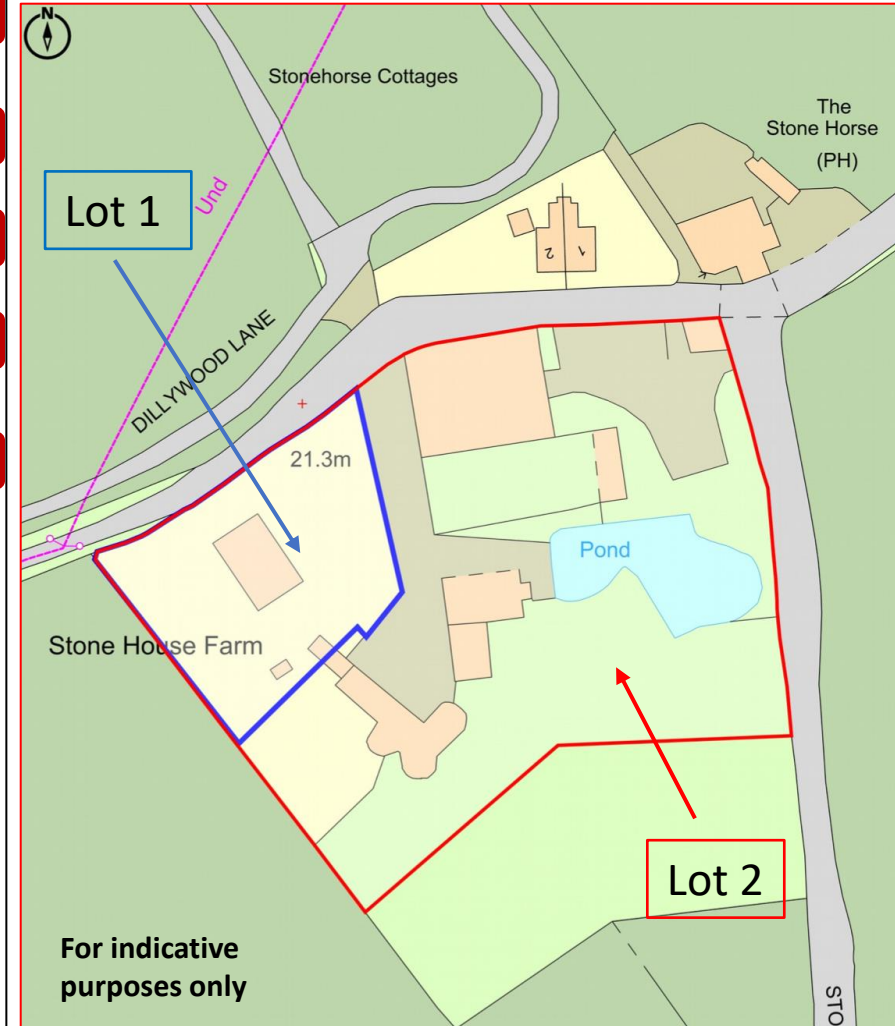 N
Stonehorse Cottages
The
Stone Horse
(PH)
Und
Lot 1
2
1
DILLYWOOD LANE
21.3m
Pond
Stone House Farm
Lot 2
For indicative
purposes only
STO